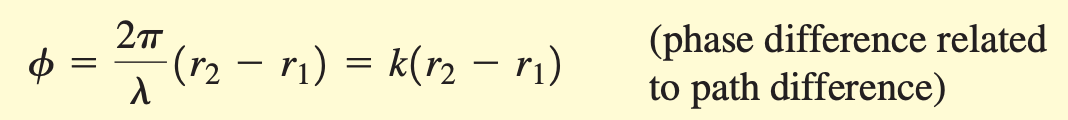 ϕ = 2π/λ (r₂ − r₁) = k(r₂ − r₁)
(phase difference related
to path difference)